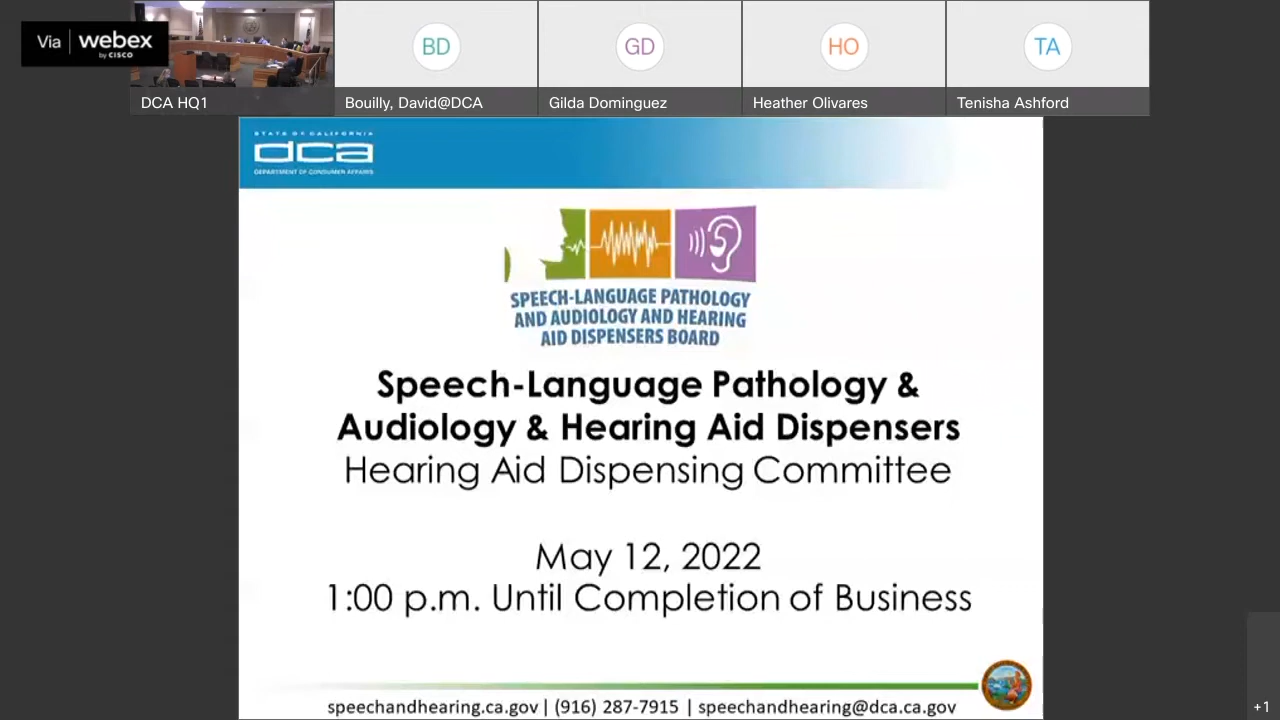 Via | webex
by CISCO
BD
GD
HO
TA
DCA HQ1
Bouilly, David@DCA
Gilda Dominguez
Heather Olivares
Tenisha Ashford
STATE OF CALIFORNIA
dca
DEPARTMENT OF CONSUMER AFFAIRS
SPEECH-LANGUAGE PATHOLOGY
AND AUDIOLOGY AND HEARING
AID DISPENSERS BOARD
Speech-Language Pathology &
Audiology & Hearing Aid Dispensers
Hearing Aid Dispensing Committee
May 12, 2022
1:00 p.m. Until Completion of Business
speechandhearing.ca.gov | (916) 287-7915 | speechandhearing@dca.ca.gov
+1